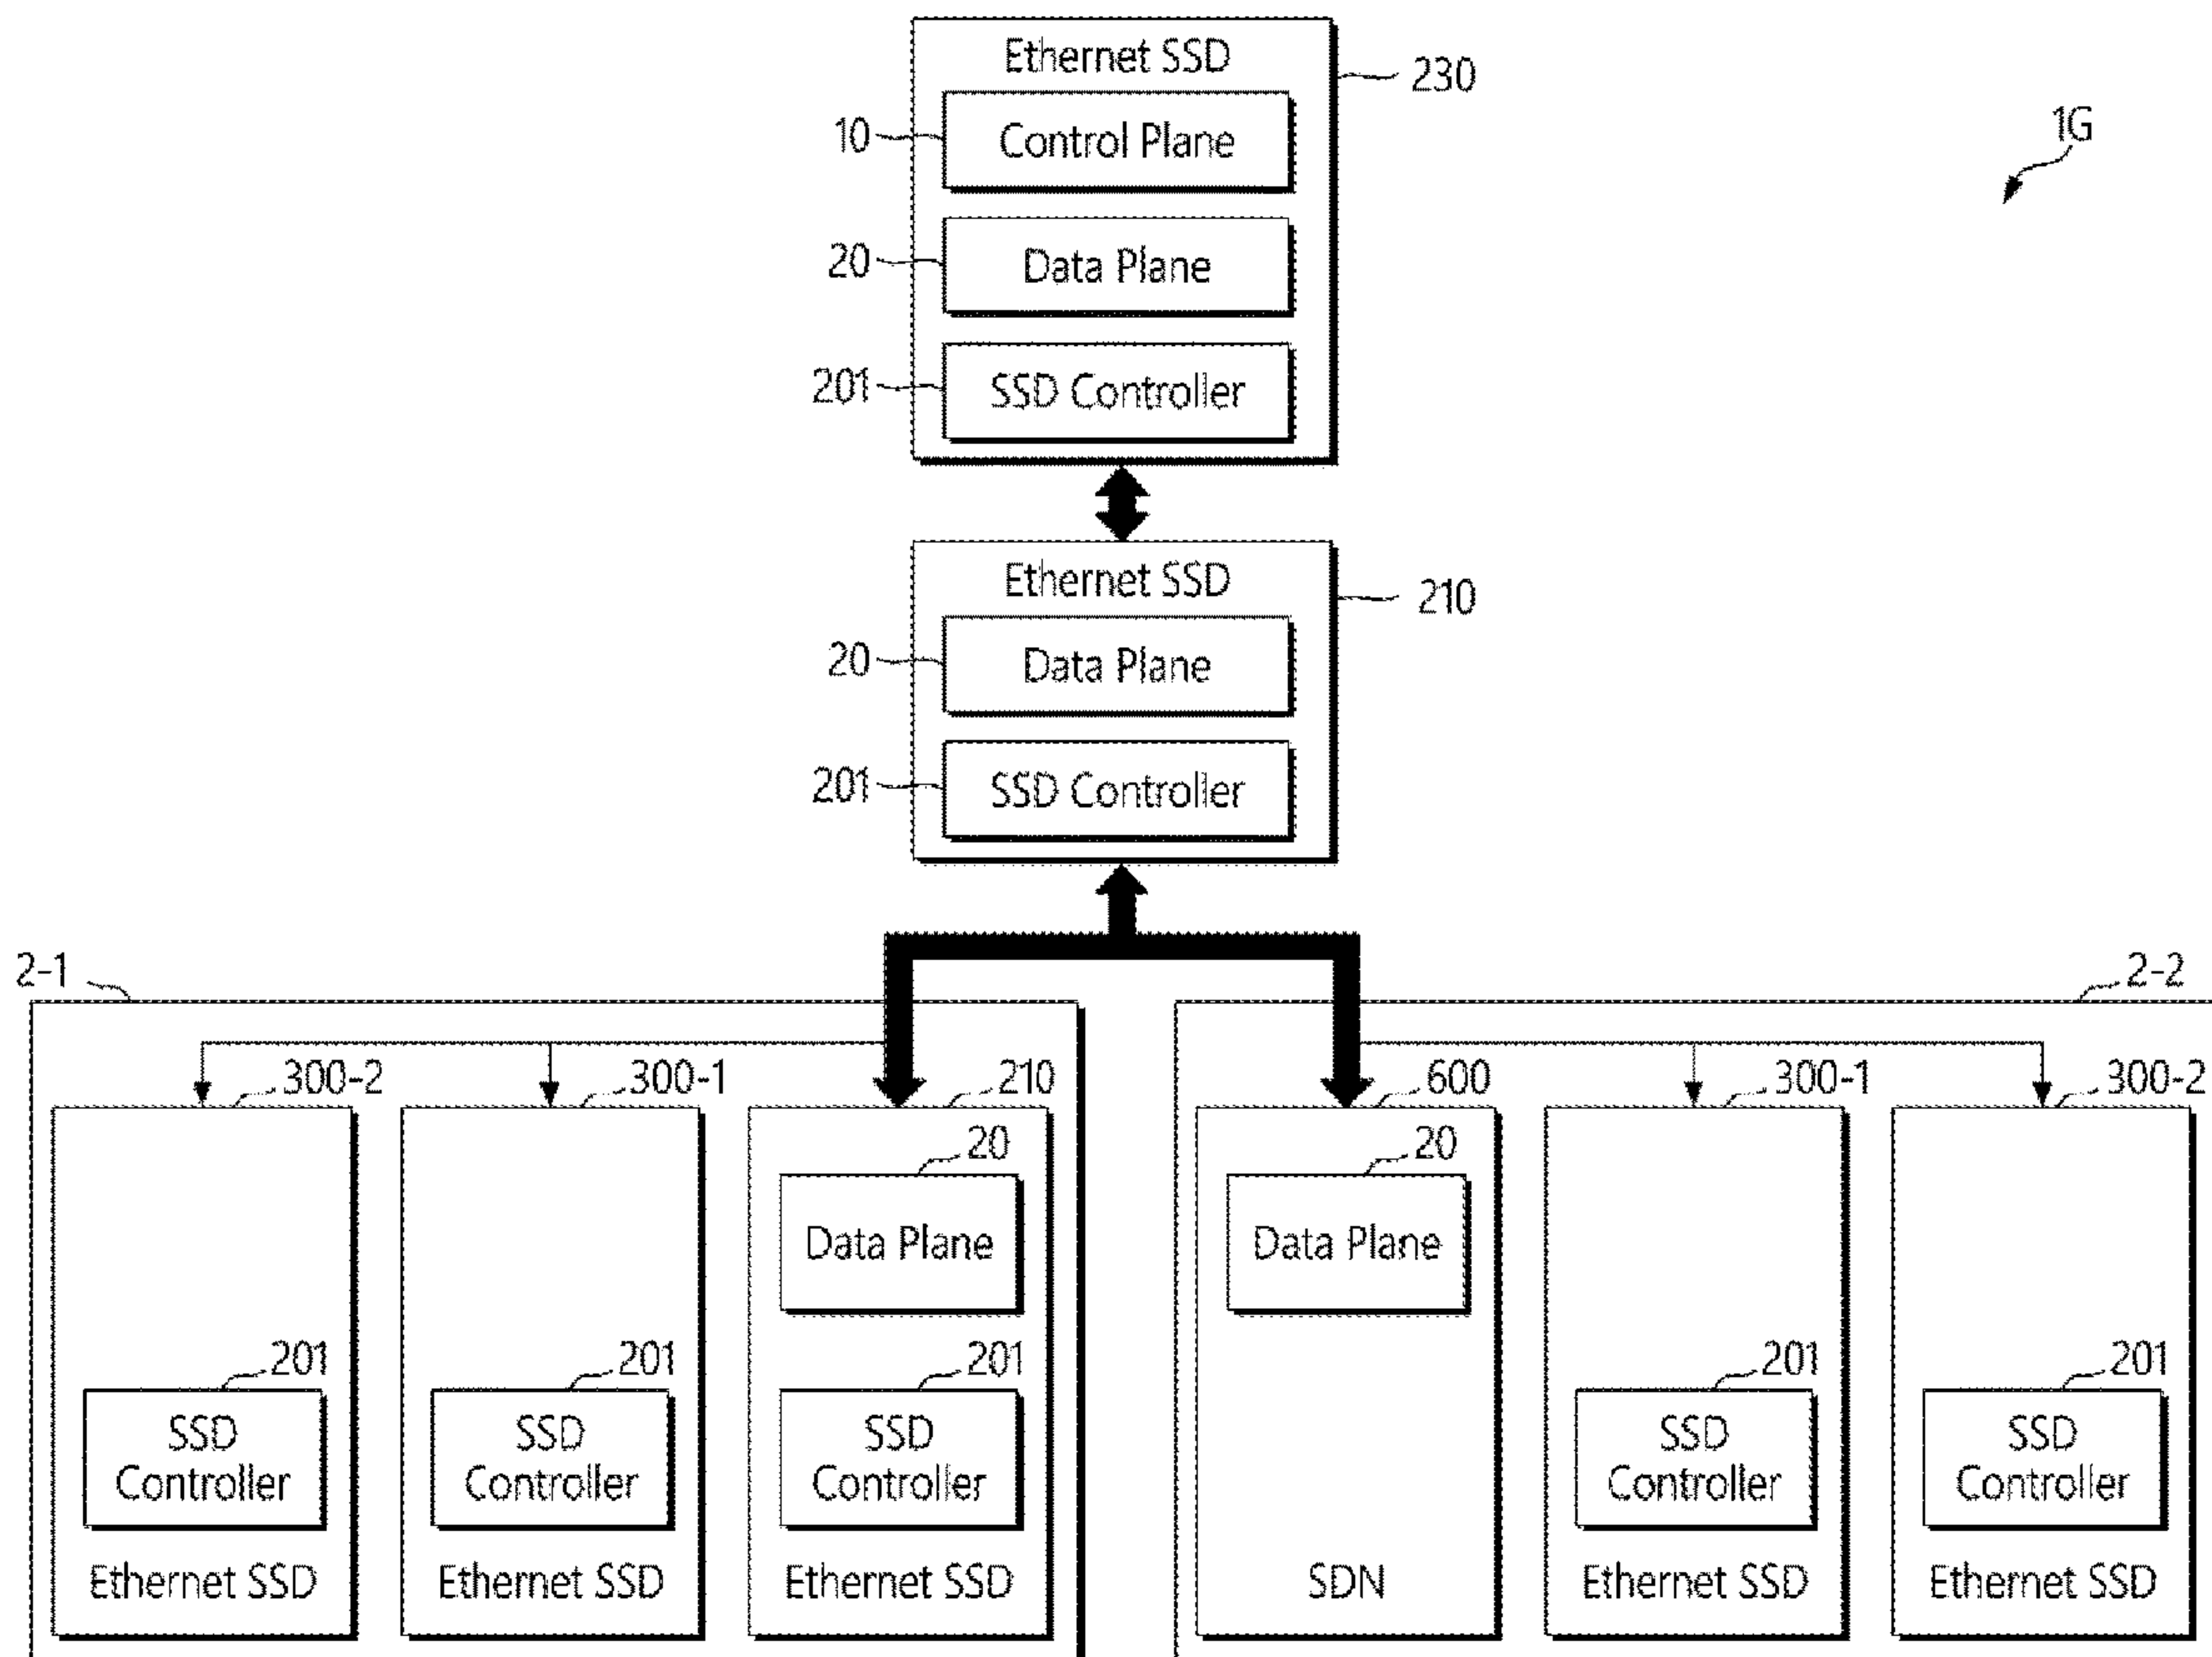 Ethernet SSD
230
10
Control Plane
1G
20
Data Plane
201
SSD Controller
Ethernet SSD
210
20
Data Plane
201
SSD Controller
2-1
2-2
300-2
300-1
210
600
300-1
300-2
20
20
Data Plane
Data Plane
201
201
201
201
201
SSD
Controller
SSD
Controller
SSD
Controller
SSD
Controller
SSD
Controller
Ethernet SSD
Ethernet SSD
Ethernet SSD
SDN
Ethernet SSD
Ethernet SSD